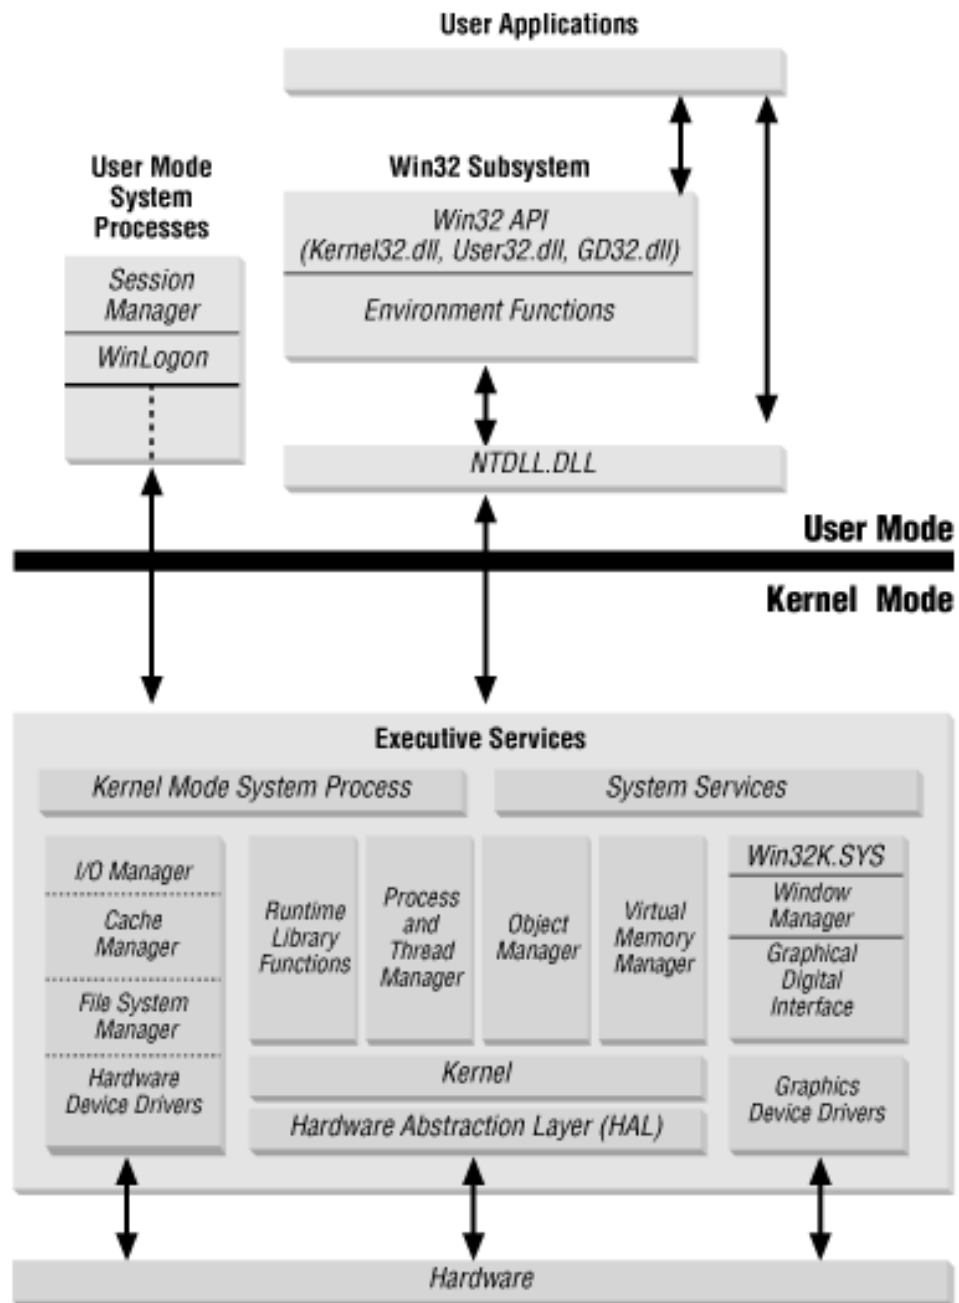 User Applications
User Mode
System
Processes
Win32 Subsystem
Session
Manager
WinLogon
Win32 API
(Kernel32.dll, User32.dll, GD32.dll)
Environment Functions
NTDLL.DLL
User Mode
Kernel Mode
Executive Services
Kernel Mode System Process
System Services
I/O Manager
Cache
Manager
File System
Manager
Hardware
Device Drivers
Runtime
Library
Functions
Process
and
Thread
Manager
Object
Manager
Virtual
Memory
Manager
Win32K.SYS
Window
Manager
Graphical
Digital
Interface
Kernel
Hardware Abstraction Layer (HAL)
Graphics
Device Drivers
Hardware